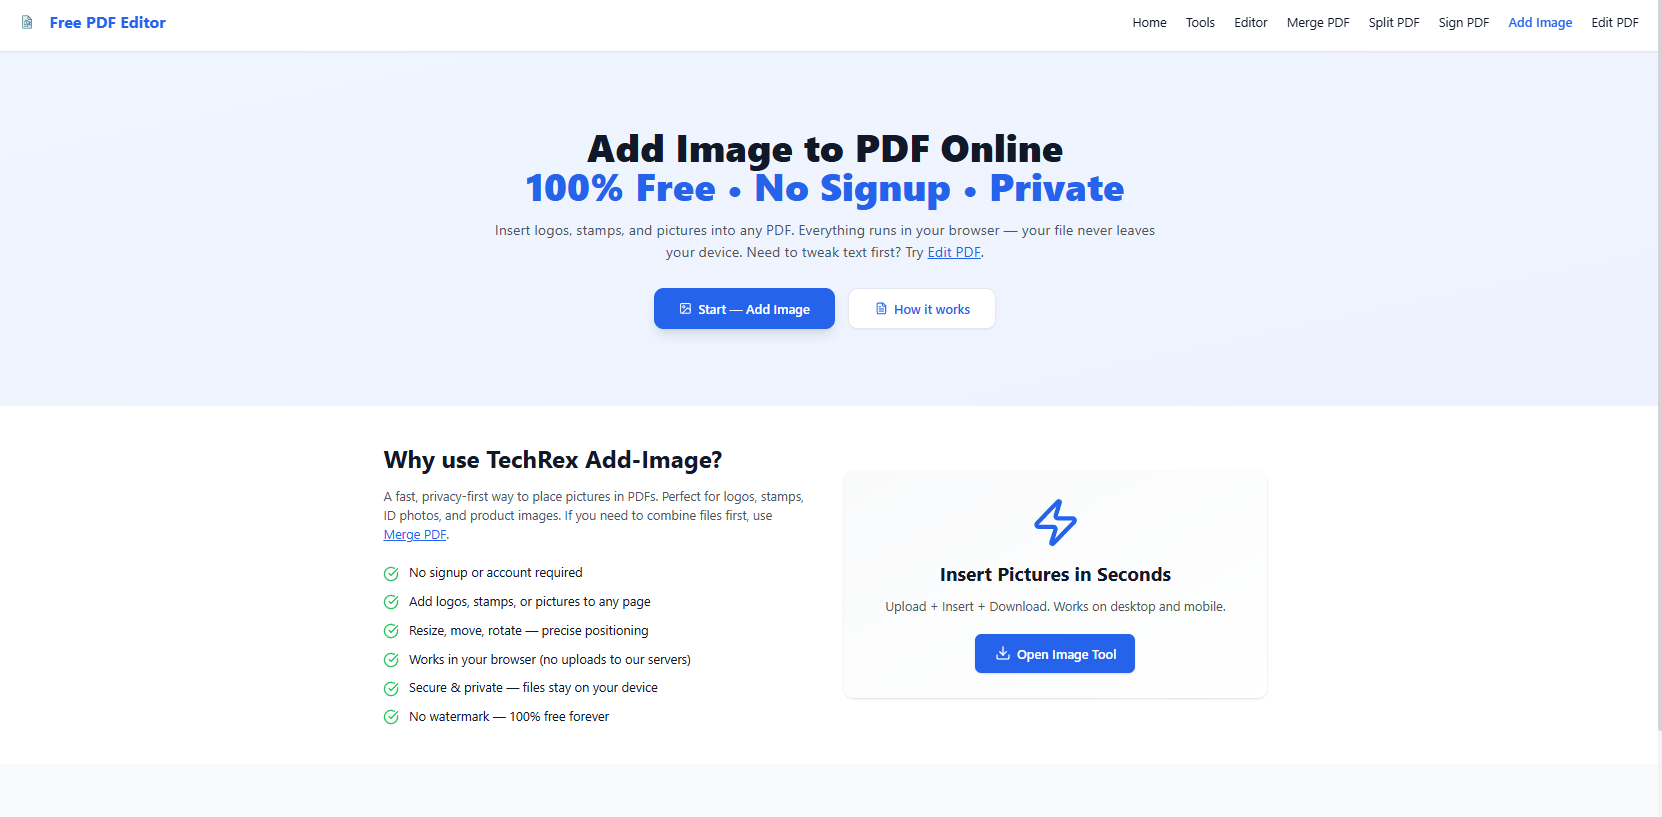 Free PDF Editor
Home Tools Editor Merge PDF Split PDF Sign PDF Add Image Edit PDF
Add Image to PDF Online
100% Free • No Signup • Private
Insert logos, stamps, and pictures into any PDF. Everything runs in your browser — your file never leaves
your device. Need to tweak text first? Try Edit PDF.
Start — Add Image
How it works
Why use TechRex Add-Image?
A fast, privacy-first way to place pictures in PDFs. Perfect for logos, stamps,
ID photos, and product images. If you need to combine files first, use
Merge PDF.
No signup or account required
Add logos, stamps, or pictures to any page
Resize, move, rotate — precise positioning
Works in your browser (no uploads to our servers)
Secure & private — files stay on your device
No watermark — 100% free forever
Insert Pictures in Seconds
Upload + Insert + Download. Works on desktop and mobile.
Open Image Tool